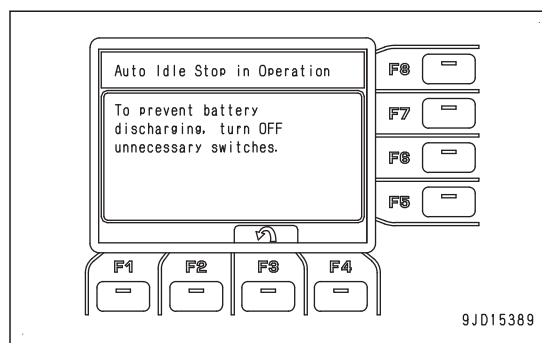 Auto Idle Stop in Operation
To prevent battery
discharging, turn OFF
unnecessary switches.
F8
F7
F6
F5
F1 F2 F3 F4
9JD15389